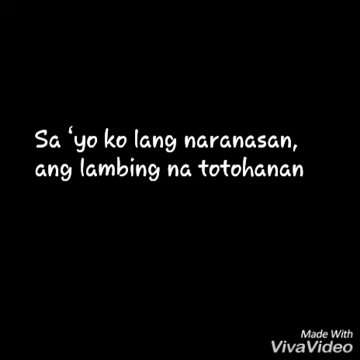 Sa ‘yo ko lang naranasan,
ang lambing na totohanan
Made With
VivaVideo